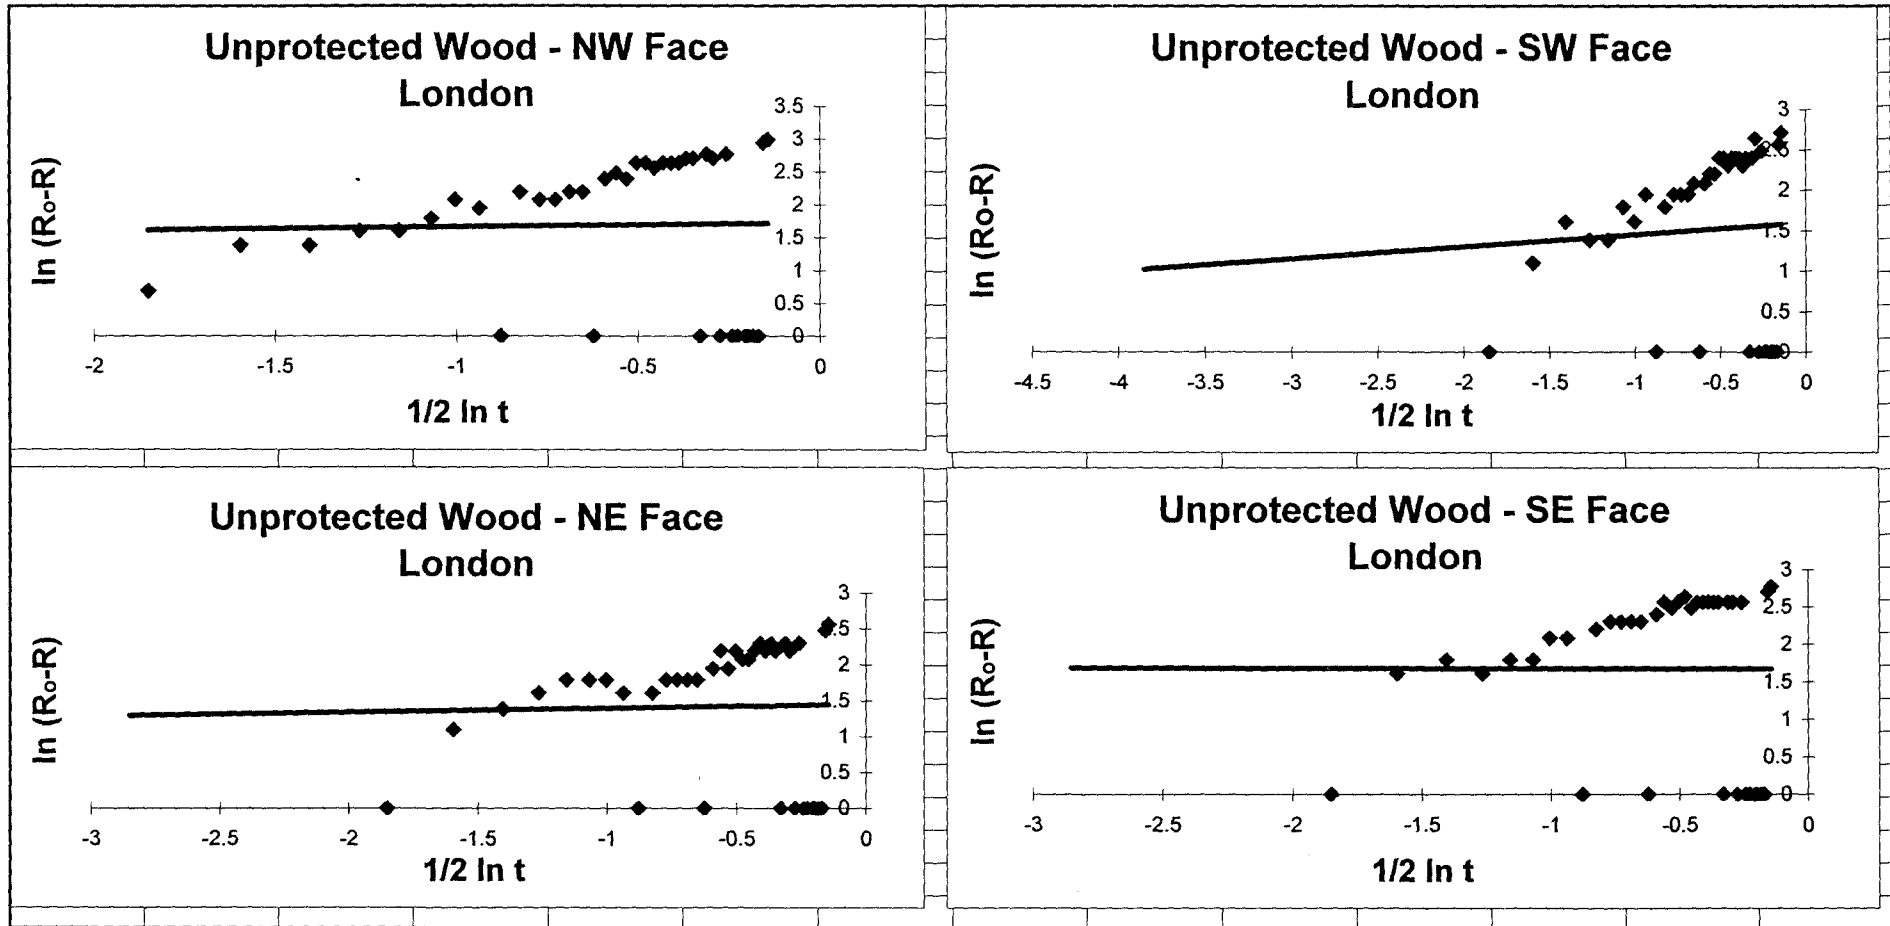 Unprotected Wood - NW Face
London
3.5
3
2.5
2
1.5
1
0.5
0
ln (Ro-R)
-2 -1.5 -1 -0.5 0
1/2 ln t
Unprotected Wood - SW Face
London
3
2.5
2
1.5
1
0.5
0
ln (Ro-R)
-4.5 -4 -3.5 -3 -2.5 -2 -1.5 -1 -0.5 0
1/2 ln t
Unprotected Wood - NE Face
London
3
2.5
2
1.5
1
0.5
0
ln (Ro-R)
-3 -2.5 -2 -1.5 -1 -0.5 0
1/2 ln t
Unprotected Wood - SE Face
London
3
2.5
2
1.5
1
0.5
0
ln (Ro-R)
-3 -2.5 -2 -1.5 -1 -0.5 0
1/2 ln t